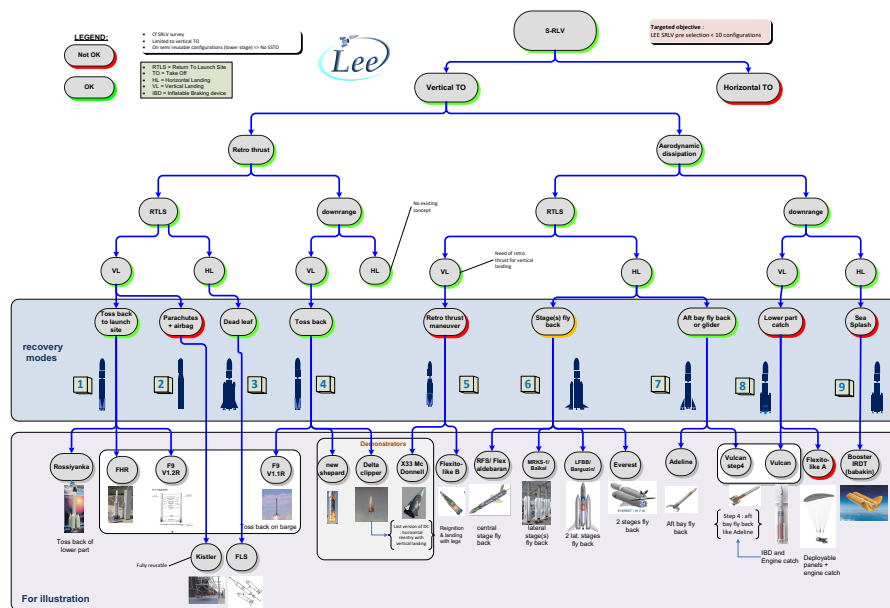 LEGEND:
Not OK
OK
• Cf SRLV survey
• Limited to vertical TO
• On semi reusable configurations (lower stage) => No SSTO
• RTLS = Return To Launch Site
• TO = Take Off
• HL = Horizontal Landing
• VL = Vertical Landing
• IBD = Inflatable Braking device
Lee
S-RLV
Targeted objective :
LEE SRLV pre selection < 10 configurations
Vertical TO
Horizontal TO
Retro thrust
Aerodynamic
dissipation
RTLS
downrange
RTLS
downrange
No existing
concept
VL
HL
VL
HL
VL
Need of retro
thrust for vertical
landing
HL
VL
HL
recovery
modes
Toss back
to launch
site
Parachutes
+ airbag
Dead leaf
Toss back
Retro thrust
maneuver
Stage(s) fly
back
Aft bay fly back
or glider
Lower part
catch
Sea
Splash
1
2
3
4
5
6
7
8
9
Rossiyanka
Toss back of
lower part
FHR
F9
V1.2R
F9
V1.1R
Toss back on barge
Kistler
Fully reusable
FLS
Demonstrators
new
shepard
Delta
clipper
X33 Mc
Donnell
Last version of DC
: horizontal
reentry with
vertical landing
Flexito-
like B
Reignition &
landing
with legs
RFS/ Flex
aldebaran
central
stage fly
back
MRKS-1/
Baikal
lateral
stage(s) fly
back
LFBB/
Barguzin/
2 lat. stages
fly back
Everest
2 stages fly
back
Adeline
Aft bay fly
back
Vulcan
step4
Step 4 : aft
bay fly back
like Adeline
Vulcan
IBD and
Engine catch
Flexito-
like A
Deployable
panels +
engine catch
Booster
IRDT
(babakin)
For illustration